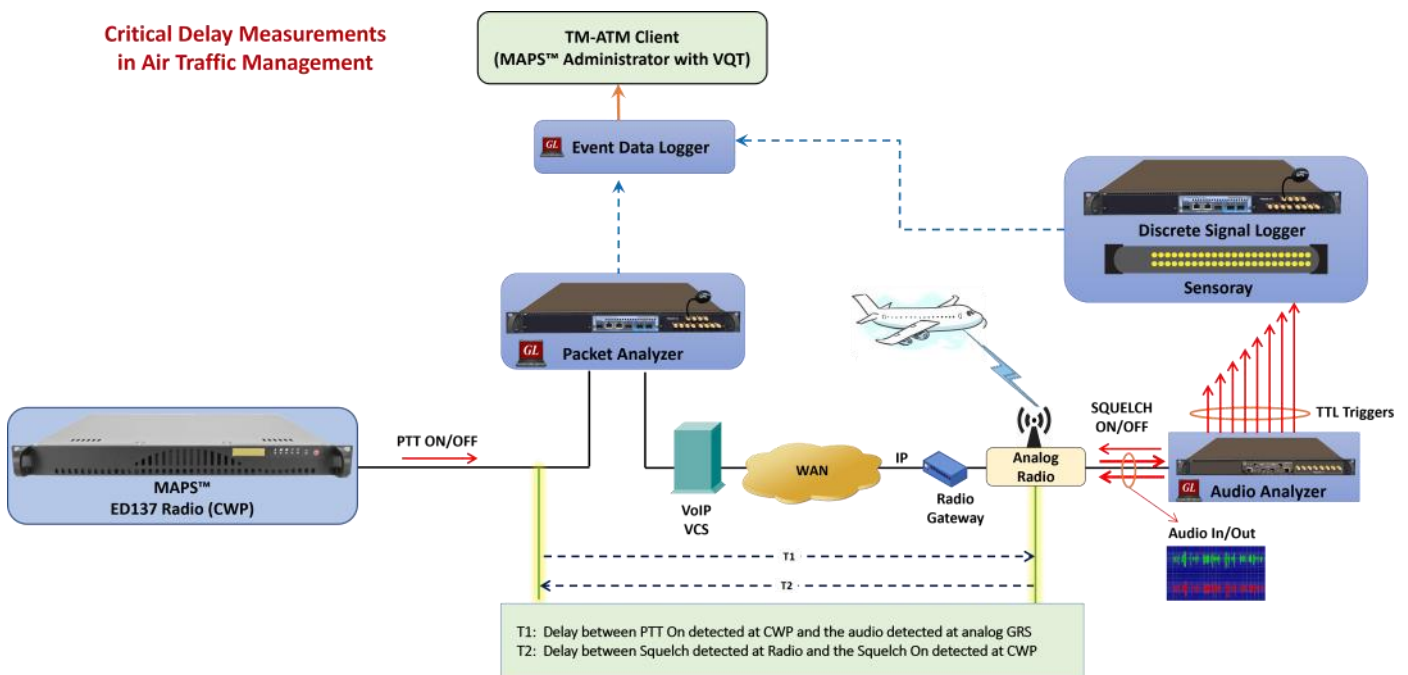 Critical Delay Measurements
in Air Traffic Management
TM-ATM Client
(MAPS™ Administrator with VQT)
GL
Event Data Logger
Discrete Signal Logger
Sensoray
GL
Packet Analyzer
PTT ON/OFF
MAPS™
ED137 Radio (CWP)
VoIP
VCS
WAN
IP
Radio
Gateway
Analog
Radio
SQUELCH
ON/OFF
TTL Triggers
GL
Audio Analyzer
Audio In/Out
T1
T2
T1: Delay between PTT On detected at CWP and the audio detected at analog GRS
T2: Delay between Squelch detected at Radio and the Squelch On detected at CWP